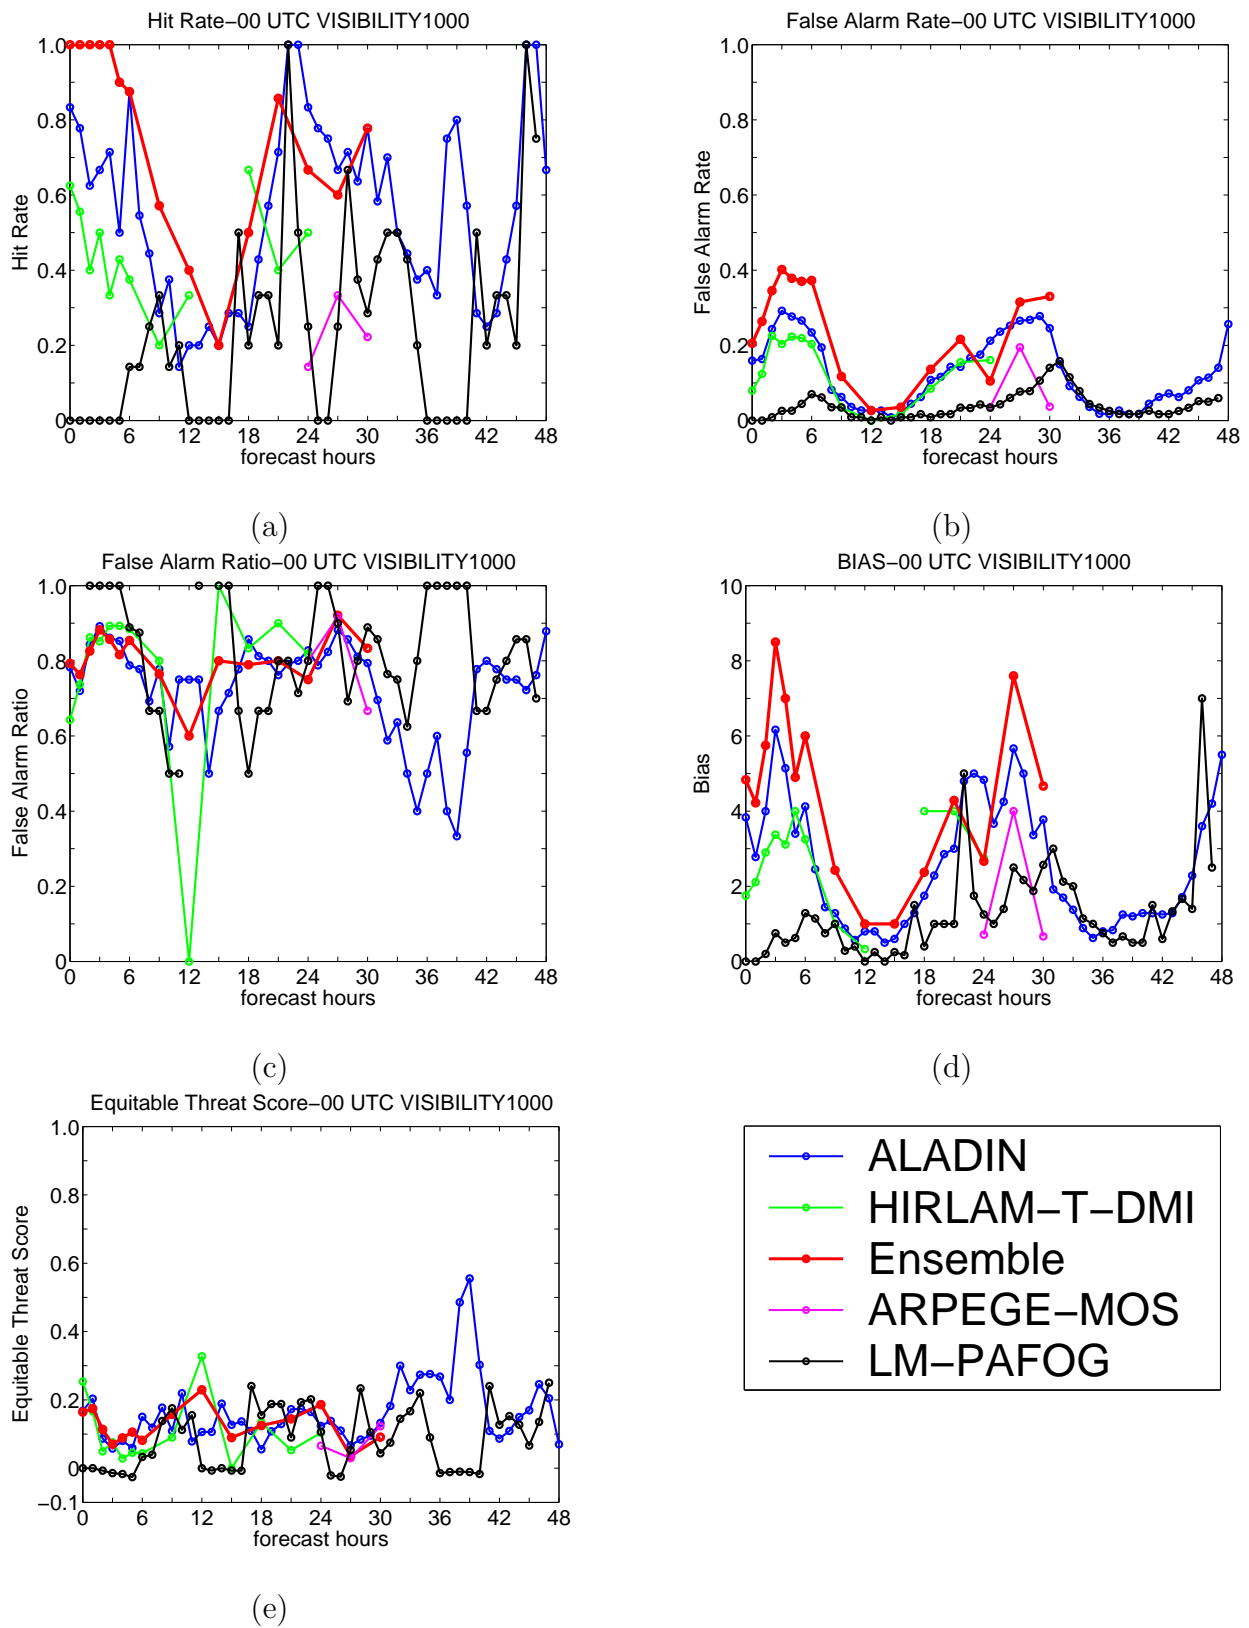 Hit Rate−00 UTC VISIBILITY1000
1.0
0.8
0.6
0.4
0.2
0
Hit Rate
0 6 12 18 24 30 36 42 48
forecast hours
(a)
False Alarm Rate−00 UTC VISIBILITY1000
1.0
0.8
0.6
0.4
0.2
0
False Alarm Rate
0 6 12 18 24 30 36 42 48
forecast hours
(b)
False Alarm Ratio−00 UTC VISIBILITY1000
1.0
0.8
0.6
0.4
0.2
0
False Alarm Ratio
0 6 12 18 24 30 36 42 48
forecast hours
(c)
BIAS−00 UTC VISIBILITY1000
10
8
6
4
2
0
Bias
0 6 12 18 24 30 36 42 48
forecast hours
(d)
Equitable Threat Score−00 UTC VISIBILITY1000
1.0
0.8
0.6
0.4
0.2
0
−0.1
Equitable Threat Score
0 6 12 18 24 30 36 42 48
forecast hours
(e)
ALADIN
HIRLAM−T−DMI
Ensemble
ARPEGE−MOS
LM−PAFOG